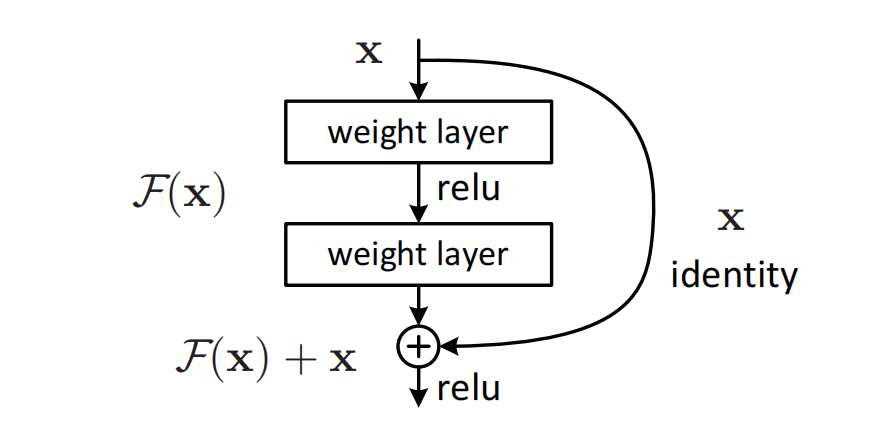 x
weight layer
relu
F(x)
x
weight layer
identity
F(x) + x
relu